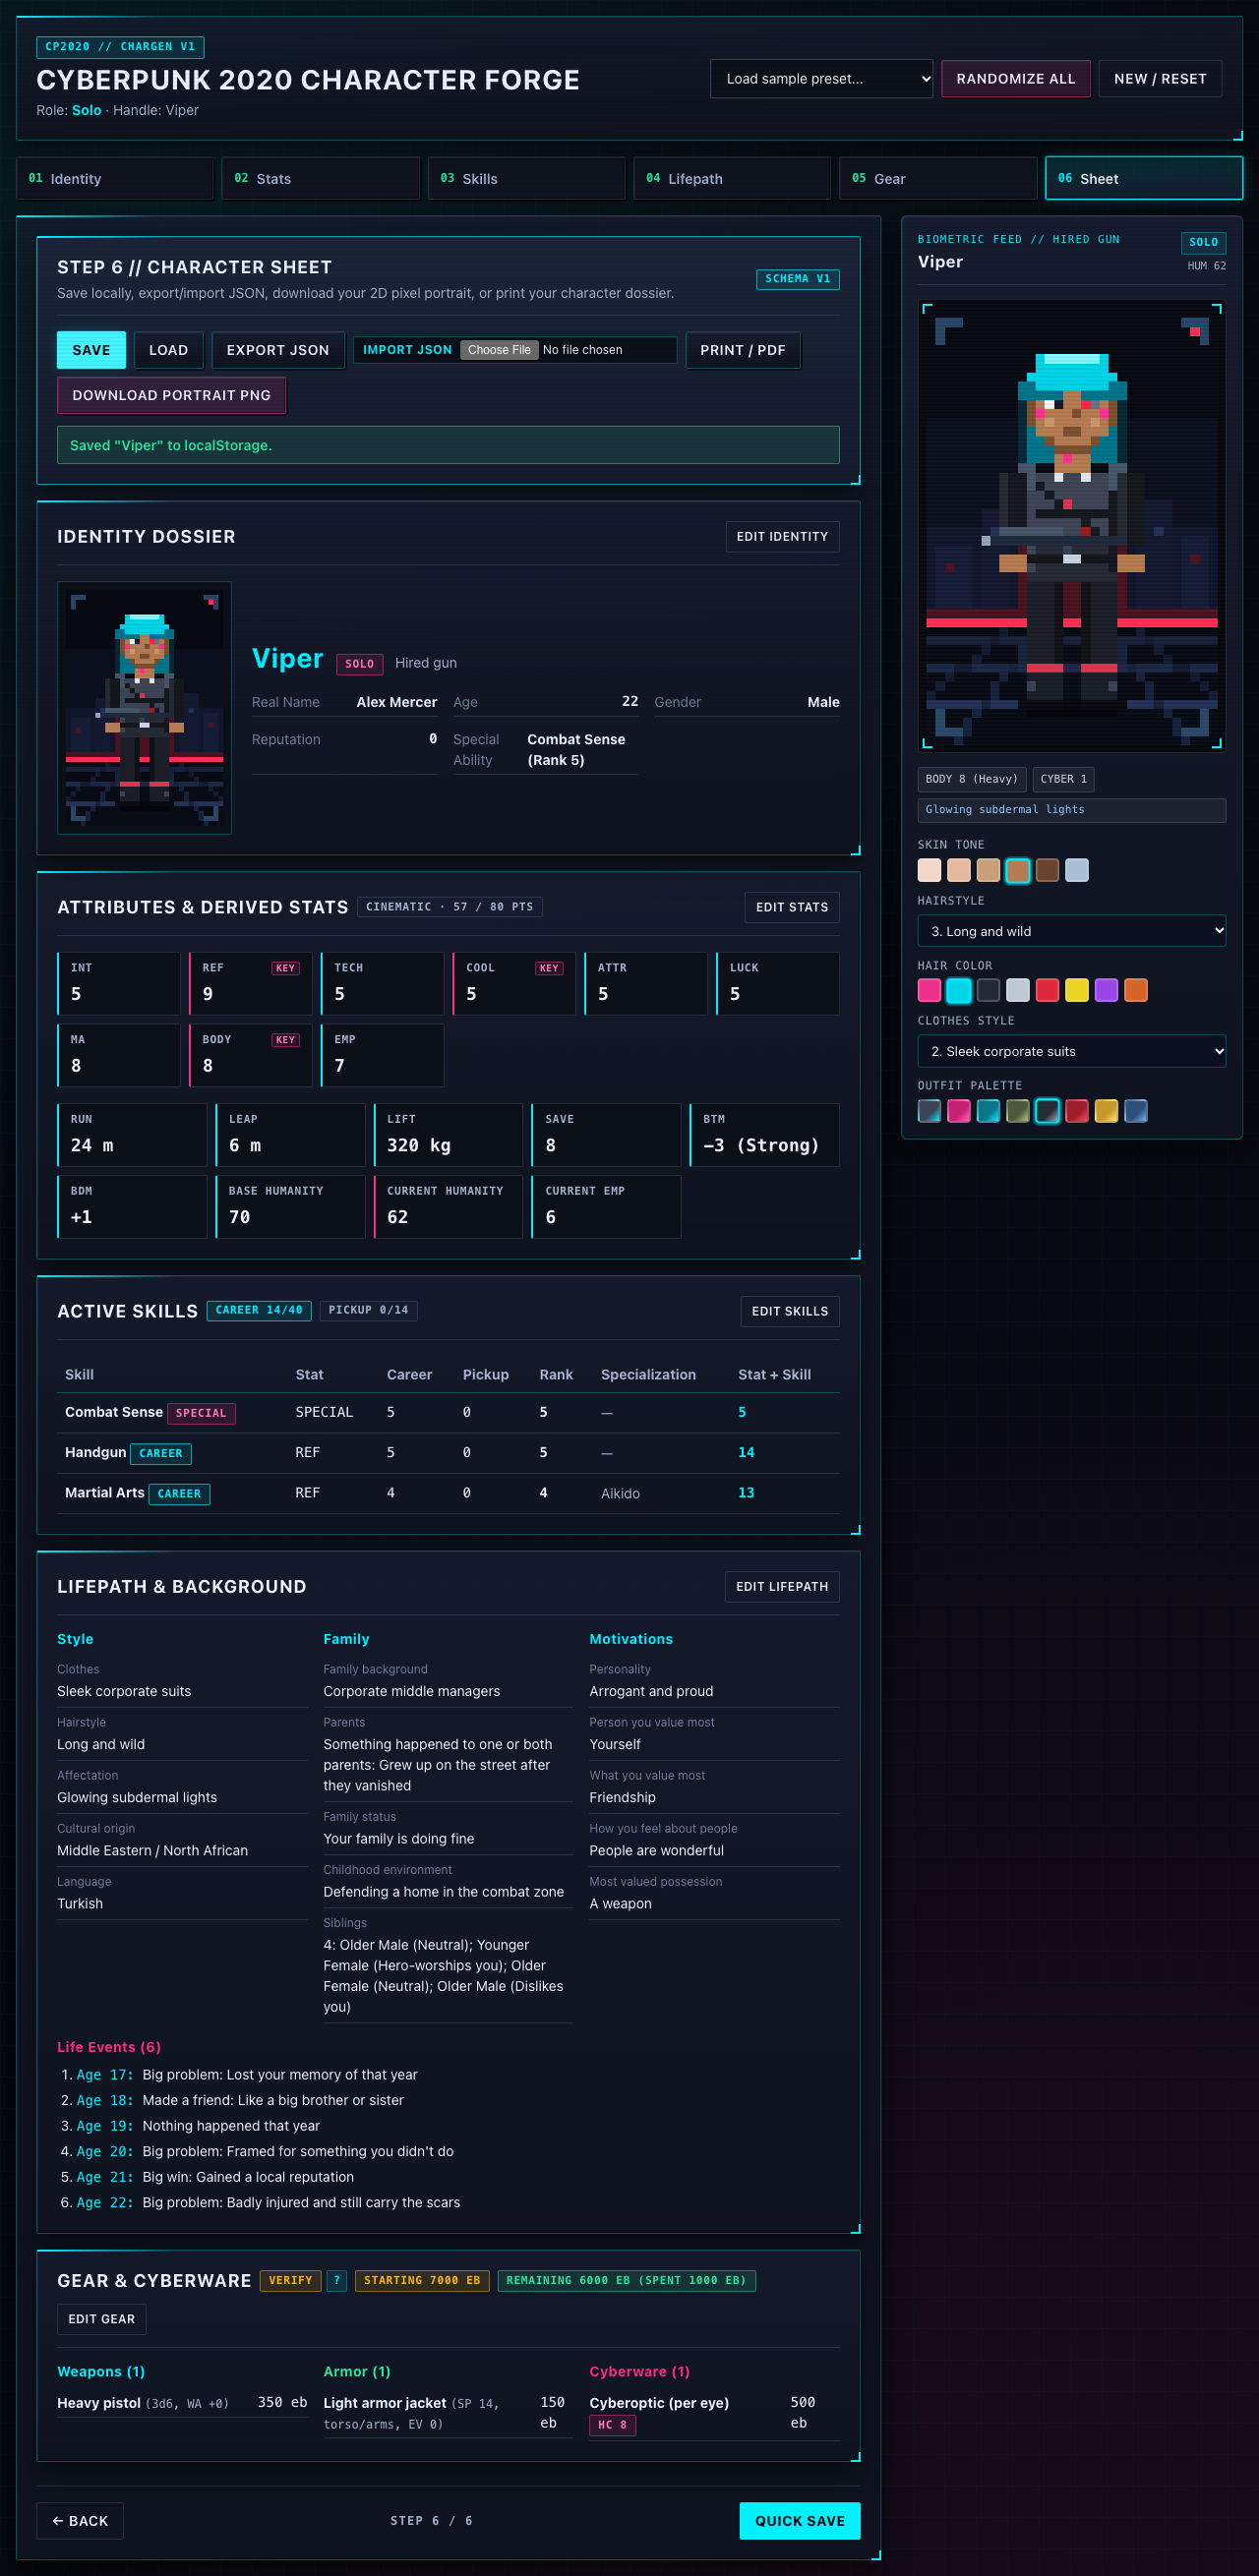 CP2020 // CHARGEN V1
CYBERPUNK 2020 CHARACTER FORGE
Role: Solo · Handle: Viper
Load sample preset...
RANDOMIZE ALL
NEW / RESET
01 Identity
02 Stats
03 Skills
04 Lifepath
05 Gear
06 Sheet
STEP 6 // CHARACTER SHEET
Save locally, export/import JSON, download your 2D pixel portrait, or print your character dossier.
SCHEMA V1
SAVE
LOAD
EXPORT JSON
IMPORT JSON Choose File No file chosen
PRINT / PDF
DOWNLOAD PORTRAIT PNG
Saved "Viper" to localStorage.
IDENTITY DOSSIER
EDIT IDENTITY
Viper SOLO Hired gun
Real Name Alex Mercer
Age 22
Gender Male
Reputation 0
Special Ability Combat Sense (Rank 5)
ATTRIBUTES & DERIVED STATS CINEMATIC · 57 / 80 PTS
EDIT STATS
INT
5
REF KEY
9
TECH
5
COOL KEY
5
ATTR
5
LUCK
5
MA
8
BODY KEY
8
EMP
7
RUN
24 m
LEAP
6 m
LIFT
320 kg
SAVE
8
BTM
−3 (Strong)
BDM
+1
BASE HUMANITY
70
CURRENT HUMANITY
62
CURRENT EMP
6
ACTIVE SKILLS CAREER 14/40 PICKUP 0/14
EDIT SKILLS
Skill Stat Career Pickup Rank Specialization Stat + Skill
Combat Sense SPECIAL SPECIAL 5 0 5 — 5
Handgun CAREER REF 5 0 5 — 14
Martial Arts CAREER REF 4 0 4 Aikido 13
LIFEPATH & BACKGROUND
EDIT LIFEPATH
Style
Clothes
Sleek corporate suits
Hairstyle
Long and wild
Affectation
Glowing subdermal lights
Cultural origin
Middle Eastern / North African
Language
Turkish
Family
Family background
Corporate middle managers
Parents
Something happened to one or both
parents: Grew up on the street after
they vanished
Family status
Your family is doing fine
Childhood environment
Defending a home in the combat zone
Siblings
4: Older Male (Neutral); Younger
Female (Hero-worships you); Older
Female (Neutral); Older Male (Dislikes
you)
Motivations
Personality
Arrogant and proud
Person you value most
Yourself
What you value most
Friendship
How you feel about people
People are wonderful
Most valued possession
A weapon
Life Events (6)
1. Age 17: Big problem: Lost your memory of that year
2. Age 18: Made a friend: Like a big brother or sister
3. Age 19: Nothing happened that year
4. Age 20: Big problem: Framed for something you didn't do
5. Age 21: Big win: Gained a local reputation
6. Age 22: Big problem: Badly injured and still carry the scars
GEAR & CYBERWARE VERIFY ? STARTING 7000 EB REMAINING 6000 EB (SPENT 1000 EB)
EDIT GEAR
Weapons (1)
Heavy pistol (3d6, WA +0) 350 eb
Armor (1)
Light armor jacket (SP 14, torso/arms, EV 0) 150 eb
Cyberware (1)
Cyberoptic (per eye) HC 8 500 eb
← BACK
STEP 6 / 6
QUICK SAVE
BIOMETRIC FEED // HIRED GUN
Viper
SOLO
HUM 62
BODY 8 (Heavy)
CYBER 1
Glowing subdermal lights
SKIN TONE
HAIRSTYLE
3. Long and wild
HAIR COLOR
CLOTHES STYLE
2. Sleek corporate suits
OUTFIT PALETTE